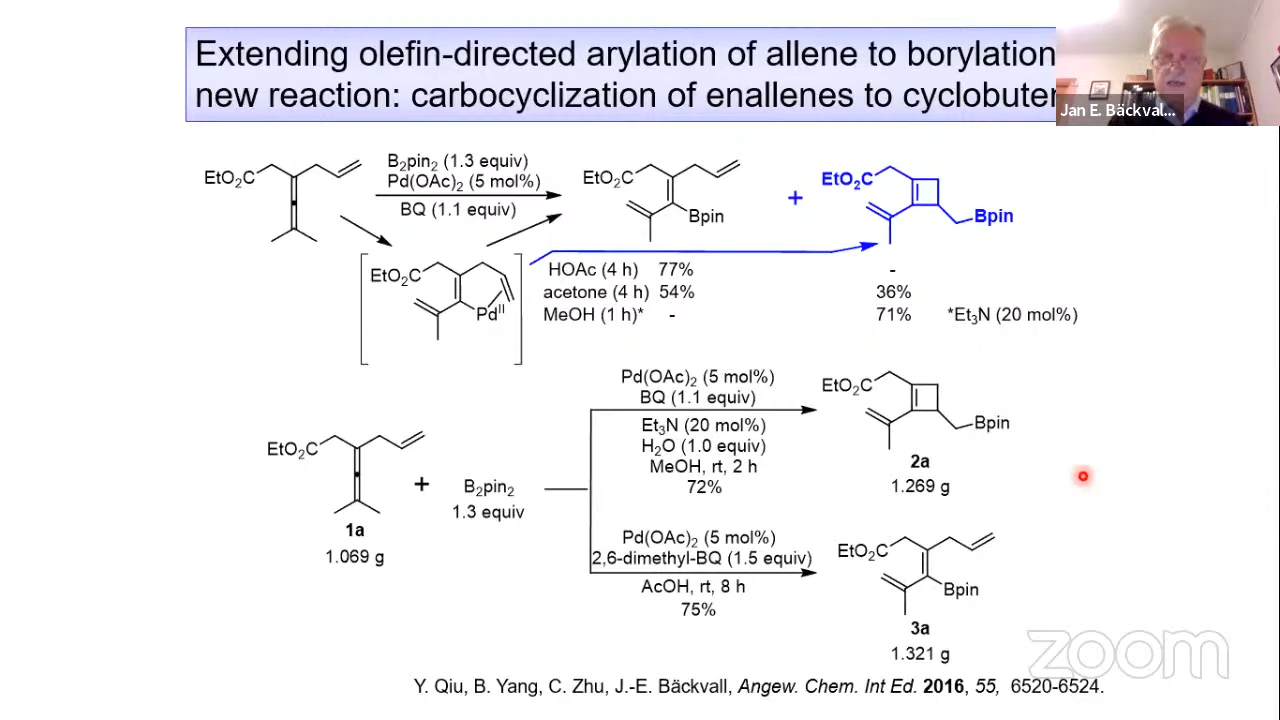 Extending olefin-directed arylation of allene to borylation
new reaction: carbocyclization of enallenes to
Jan E. Bäckval...
B₂pin₂ (1.3 equiv)
Pd(OAc)₂ (5 mol%)
BQ (1.1 equiv)
EtO₂C
EtO₂C
Bpin
+
EtO₂C
Bpin
EtO₂C
Pdᴵᴵ
HOAc (4 h) 77% -
acetone (4 h) 54% 36%
MeOH (1 h)* - 71% *Et₃N (20 mol%)
Pd(OAc)₂ (5 mol%)
BQ (1.1 equiv)
Et₃N (20 mol%)
H₂O (1.0 equiv)
MeOH, rt, 2 h
72%
EtO₂C
Bpin
2a
1.269 g
EtO₂C
1a
1.069 g
+
B₂pin₂
1.3 equiv
Pd(OAc)₂ (5 mol%)
2,6-dimethyl-BQ (1.5 equiv)
AcOH, rt, 8 h
75%
EtO₂C
Bpin
3a
1.321 g
zoom
Y. Qiu, B. Yang, C. Zhu, J.-E. Bäckvall, Angew. Chem. Int Ed. 2016, 55, 6520-6524.